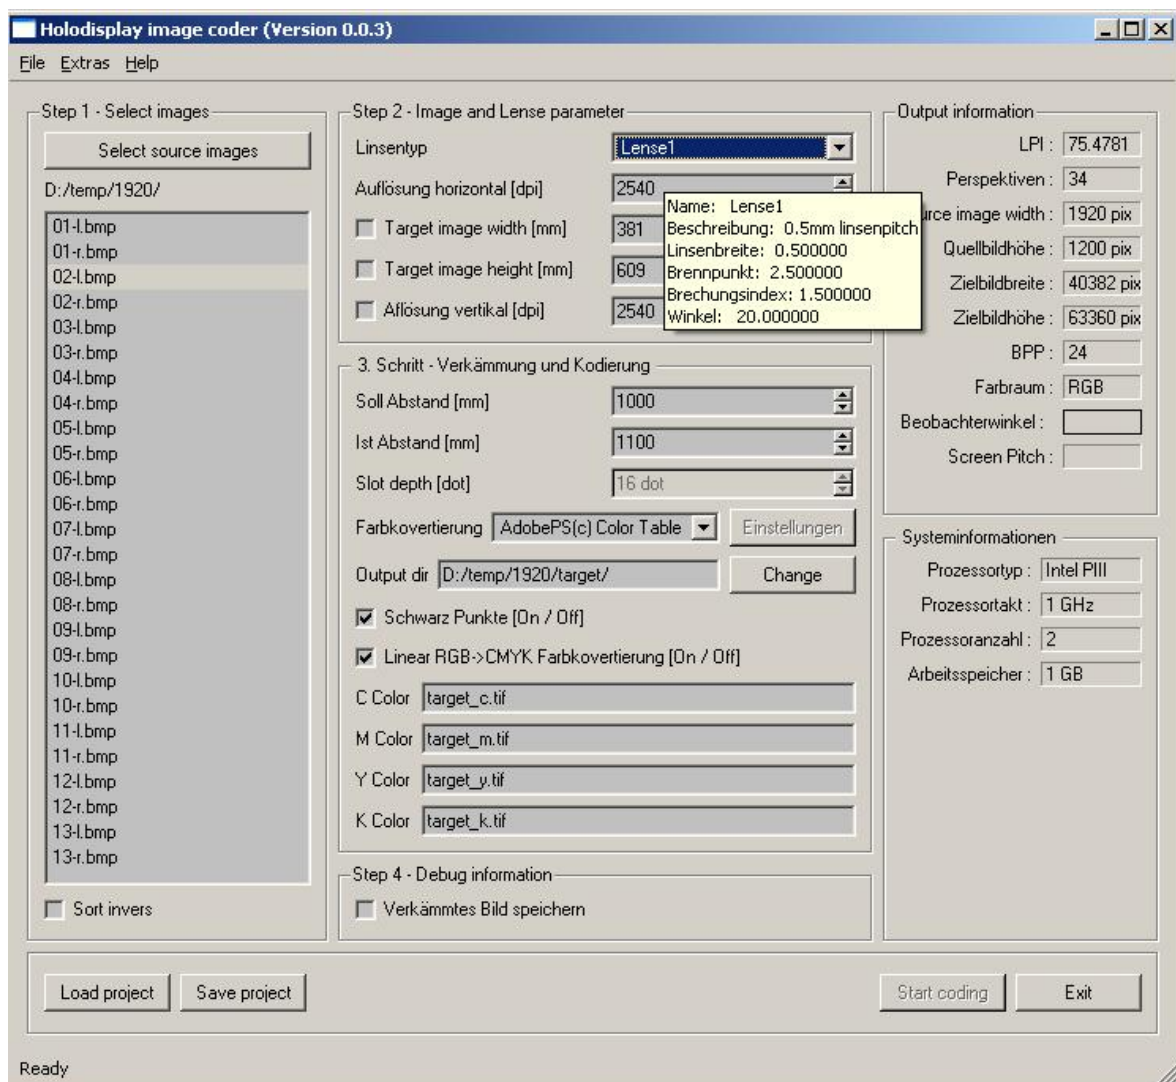 Holodisplay image coder (Version 0.0.3)
File Extras Help
Step 1 - Select images
Select source images
D:/temp/1920/
01-l.bmp
01-r.bmp
02-l.bmp
02-r.bmp
03-l.bmp
03-r.bmp
04-l.bmp
04-r.bmp
05-l.bmp
05-r.bmp
06-l.bmp
06-r.bmp
07-l.bmp
07-r.bmp
08-l.bmp
08-r.bmp
09-l.bmp
09-r.bmp
10-l.bmp
10-r.bmp
11-l.bmp
11-r.bmp
12-l.bmp
12-r.bmp
13-l.bmp
13-r.bmp
Sort invers
Step 2 - Image and Lense parameter
Linsentyp Lense1
Auflösung horizontal [dpi] 2540
Target image width [mm] 381
Target image height [mm] 609
Aflösung vertikal [dpi] 2540
Name: Lense1
Beschreibung: 0.5mm linsenpitch
Linsenbreite: 0.500000
Brennpunkt: 2.500000
Brechungsindex: 1.500000
Winkel: 20.000000
3. Schritt - Verkämmung und Kodierung
Soll Abstand [mm] 1000
Ist Abstand [mm] 1100
Slot depth [dot] 16 dot
Farbkovertierung AdobePS(c) Color Table Einstellungen
Output dir D:/temp/1920/target/ Change
Schwarz Punkte [On / Off]
Linear RGB->CMYK Farbkovertierung [On / Off]
C Color target_c.tif
M Color target_m.tif
Y Color target_y.tif
K Color target_k.tif
Step 4 - Debug information
Verkämmtes Bild speichern
Output information
LPI : 75.4781
Perspektiven : 34
image width : 1920 pix
Quellbildhöhe : 1200 pix
Zielbildbreite : 40382 pix
Zielbildhöhe : 63360 pix
BPP : 24
Farbraum : RGB
Beobachterwinkel :
Screen Pitch :
Systeminformationen
Prozessortyp : Intel PIII
Prozessortakt : 1 GHz
Prozessoranzahl : 2
Arbeitsspeicher : 1 GB
Load project Save project Start coding Exit
Ready